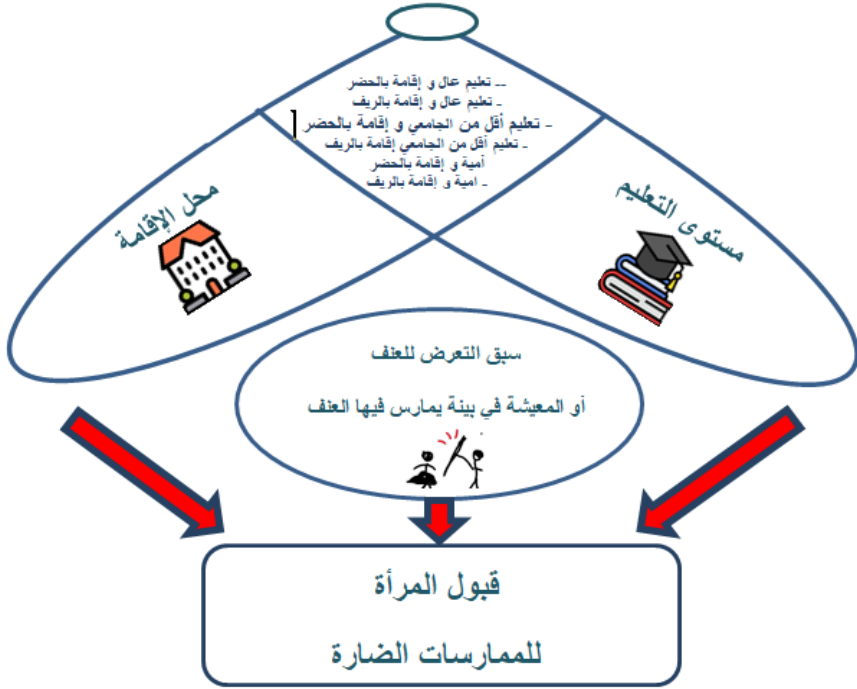 -- تعليم عال و إقامة بالحضر
- تعليم عال و إقامة بالريف
- تعليم أقل من الجامعي و إقامة بالحضر
- تعليم أقل من الجامعي إقامة بالريف
أمية و إقامة بالحضر
- امية و إقامة بالريف
مستوى التعليم
محل الإقامة
سبق التعرض للعنف
أو المعيشة في بيئة يمارس فيها العنف
قبول المرأة
للممارسات الضارة